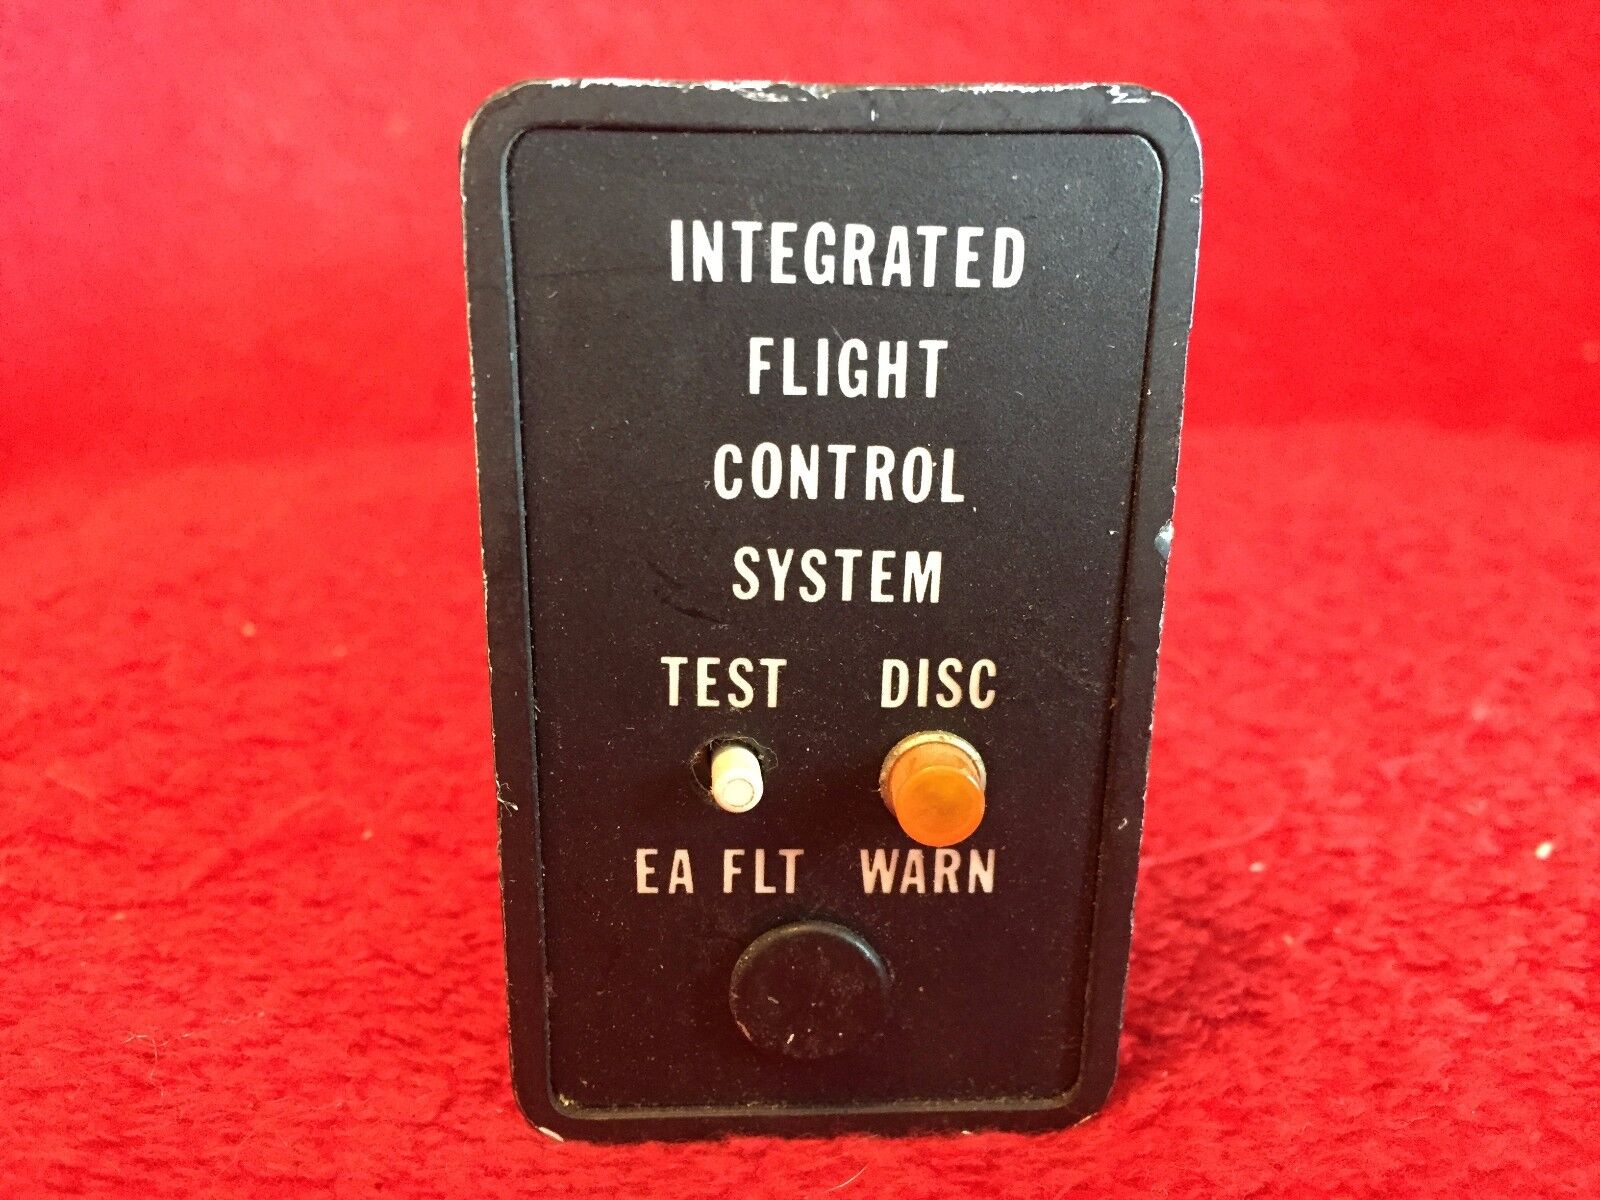 INTEGRATED
FLIGHT
CONTROL
SYSTEM
TEST DISC
EA FLT WARN